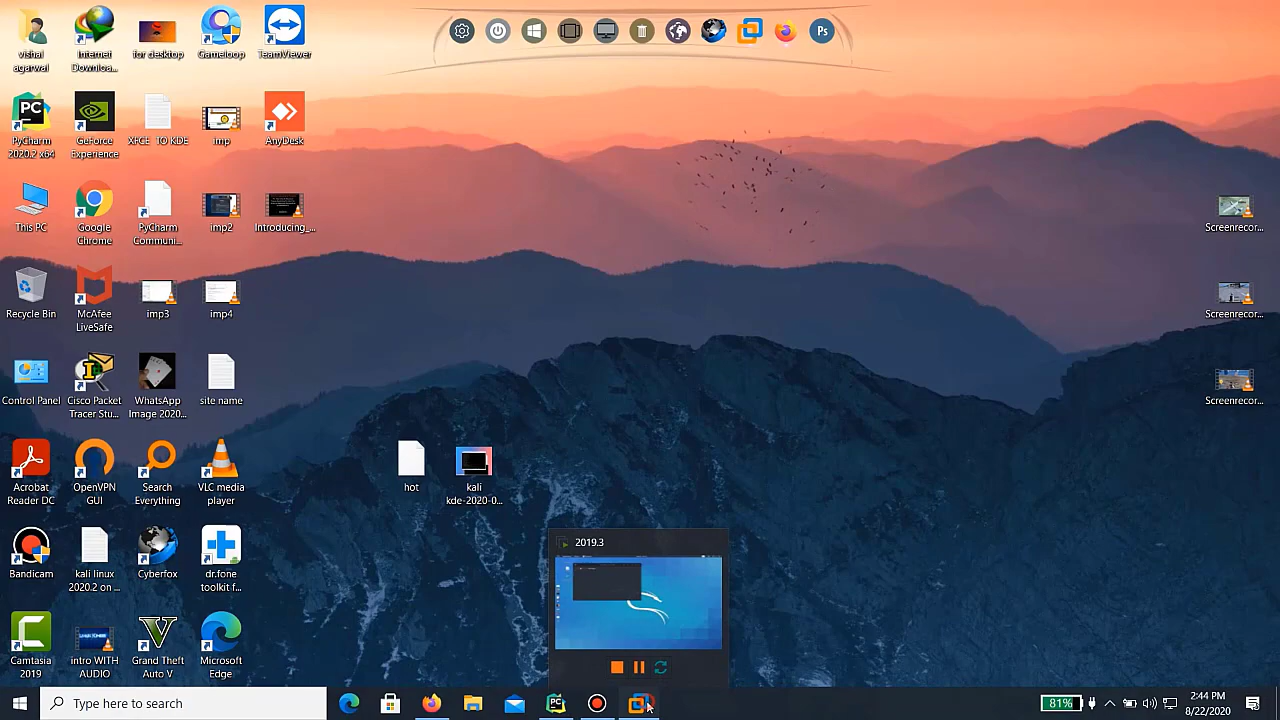 vishal
agarwal
Internet
Downloa...
for desktop
Gameloop
TeamViewer
Ps
PC
PyCharm
2020.2 x64
GeForce
Experience
XFCE TO KDE
imp
AnyDesk
This PC
Google
Chrome
PyCharm
Communi...
imp2
Introducing_...
Screenrecor...
Recycle Bin
McAfee
LiveSafe
imp3
imp4
Screenrecor...
Control Panel
Cisco Packet
Tracer Stu...
WhatsApp
Image 2020...
site name
Screenrecor...
Acrobat
Reader DC
OpenVPN
GUI
Search
Everything
VLC media
player
hot
kali
kde-2020-0...
Bandicam
kali linux
2020.2 on ...
Cyberfox
dr.fone
toolkit f...
2019.3
Camtasia
2019
intro WITH
AUDIO
Grand Theft
Auto V
Microsoft
Edge
Type here to search
PC
81%
2:44 PM
8/22/2020